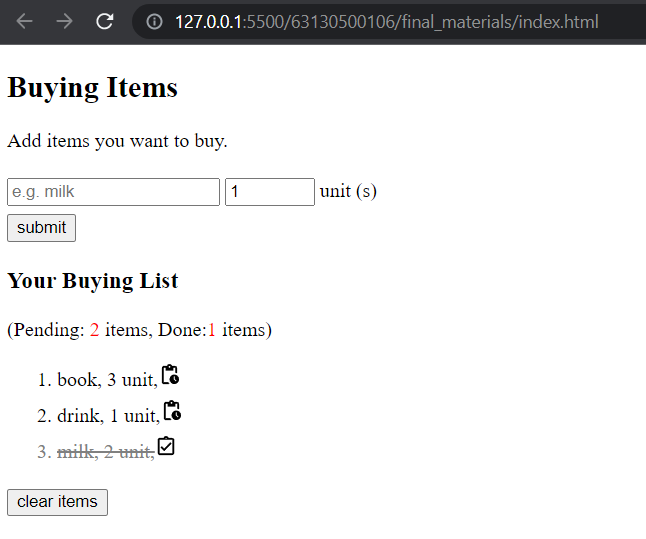 127.0.0.1:5500/63130500106/final_materials/index.html
Buying Items
Add items you want to buy.
e.g. milk 1 unit (s)
submit
Your Buying List
(Pending: 2 items, Done:1 items)
1. book, 3 unit,
2. drink, 1 unit,
3. milk, 2 unit,
clear items